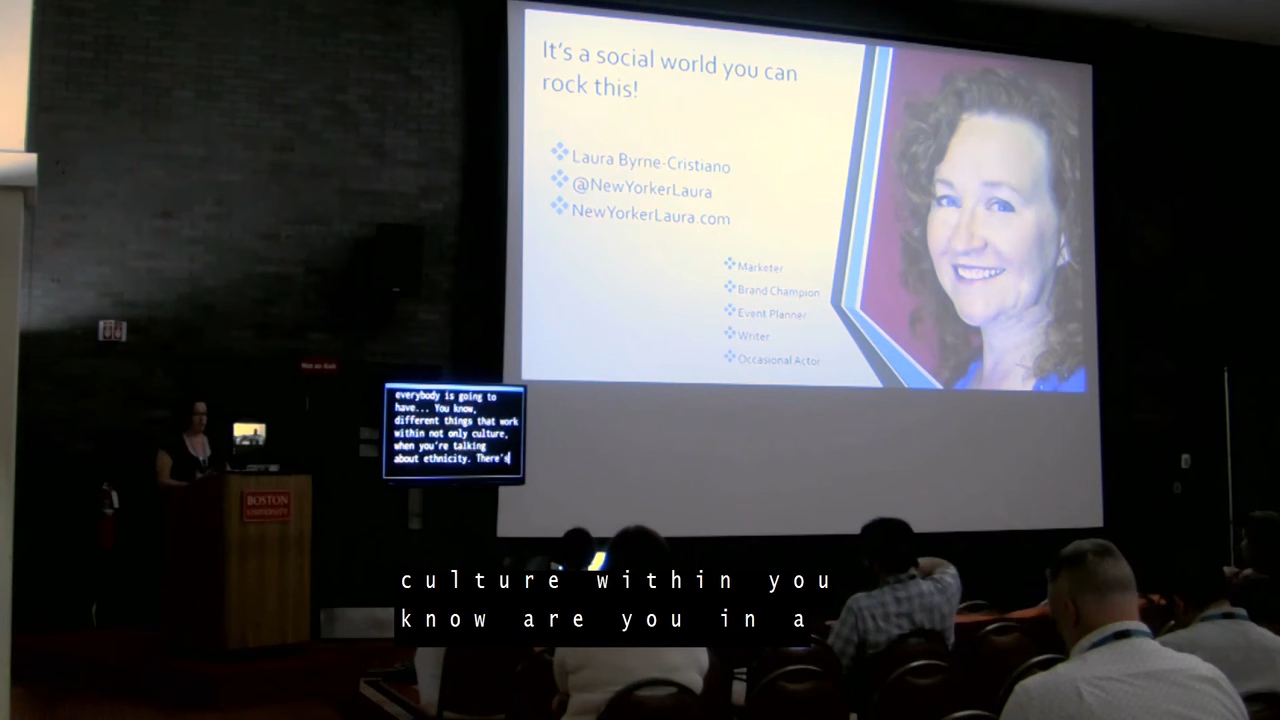 It's a social world you can
rock this!
Laura Byrne-Cristiano
@NewYorkerLaura
NewYorkerLaura.com
Marketer
Brand Champion
Event Planner
Writer
Occasional Actor
everybody is going to
have... You know,
different things that work
within not only culture,
when you're talking
about ethnicity. There's
BOSTON
UNIVERSITY
culture within you
know are you in a